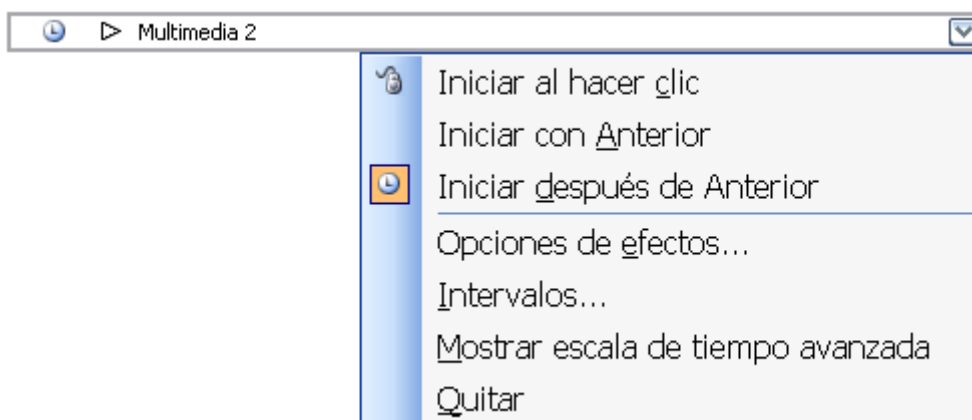 Multimedia 2
Iniciar al hacer clic
Iniciar con Anterior
Iniciar después de Anterior
Opciones de efectos...
Intervalos...
Mostrar escala de tiempo avanzada
Quitar